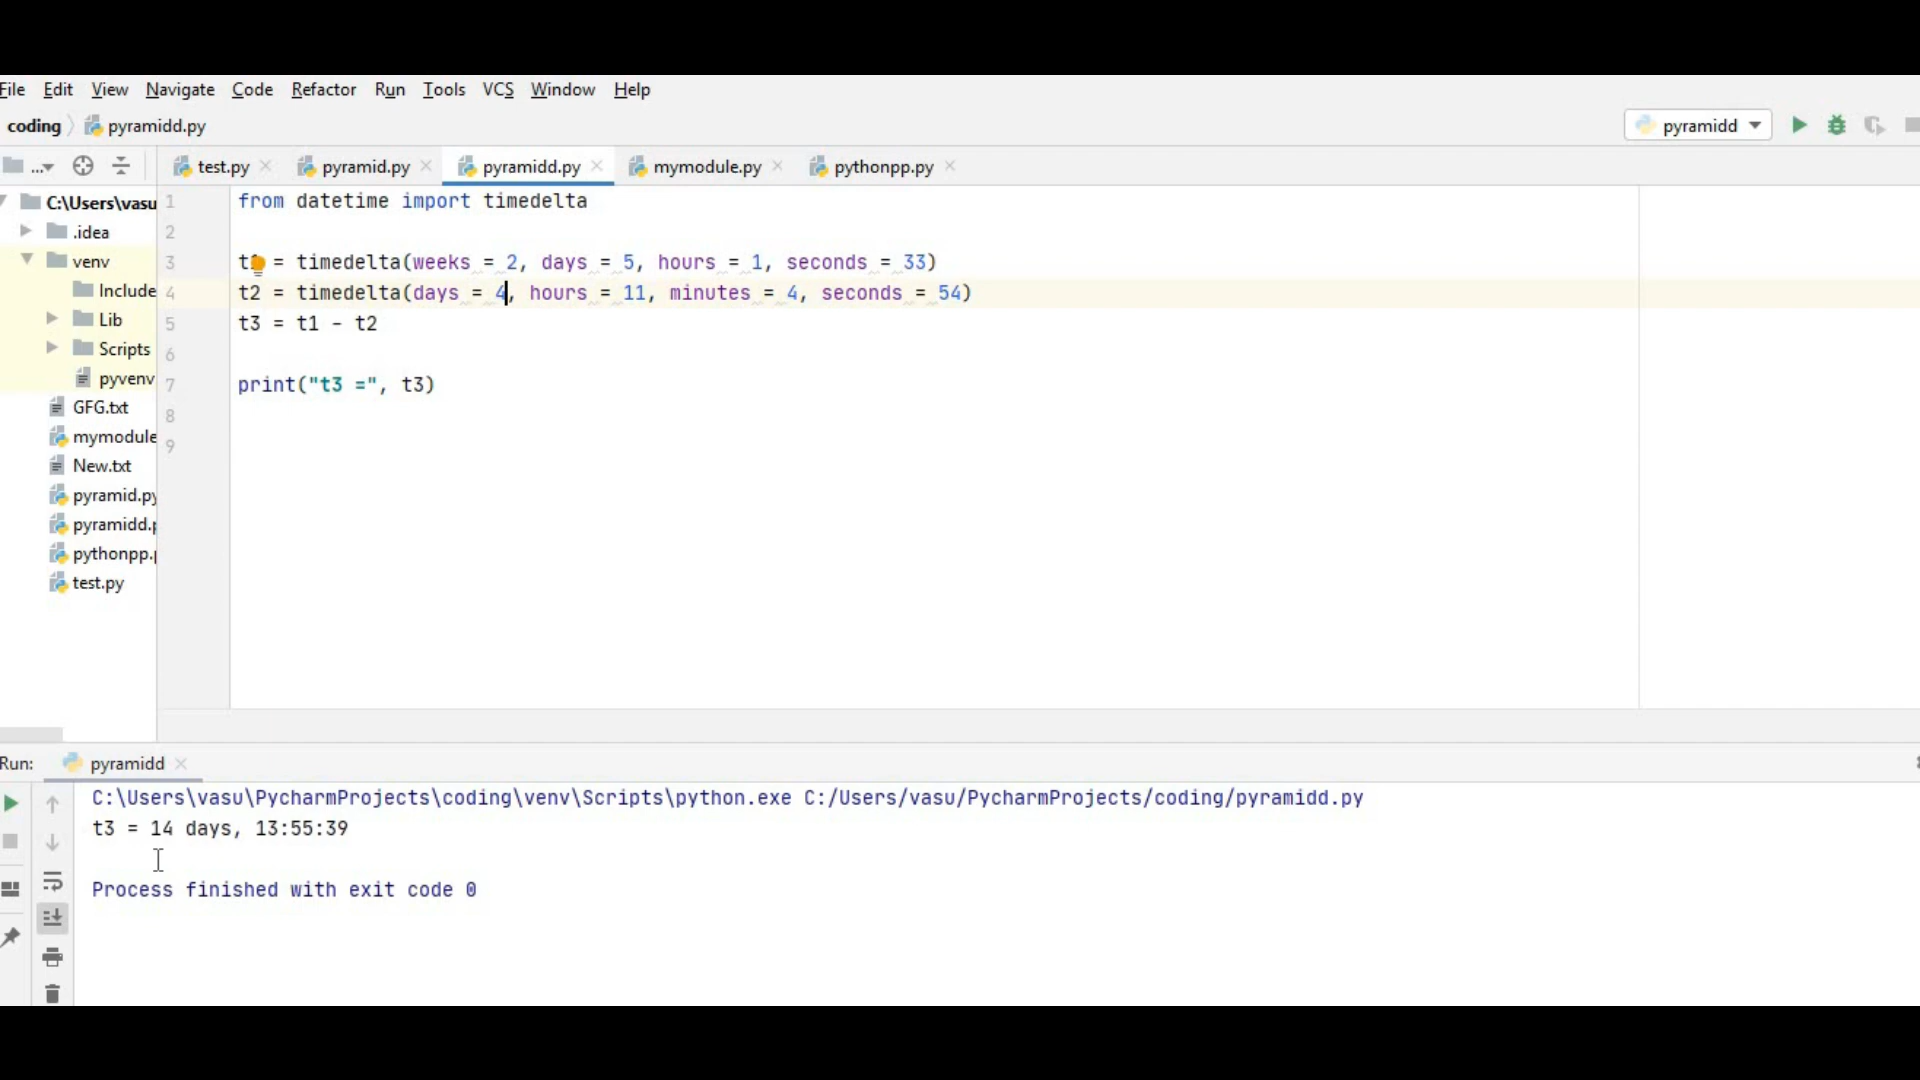 File Edit View Navigate Code Refactor Run Tools VCS Window Help
coding pyramidd.py pyramidd
... test.py pyramid.py pyramidd.py mymodule.py pythonpp.py
C:\Users\vasu
.idea
venv
Include
Lib
Scripts
pyvenv
GFG.txt
mymodule
New.txt
pyramid.py
pyramidd.p
pythonpp.p
test.py
1 from datetime import timedelta
2
3 = timedelta(weeks = 2, days = 5, hours = 1, seconds = 33)
4 t2 = timedelta(days = 4, hours = 11, minutes = 4, seconds = 54)
5 t3 = t1 - t2
6
7 print("t3 =", t3)
8
9
Run: pyramidd
C:\Users\vasu\PycharmProjects\coding\venv\Scripts\python.exe C:/Users/vasu/PycharmProjects/coding/pyramidd.py
t3 = 14 days, 13:55:39
Process finished with exit code 0